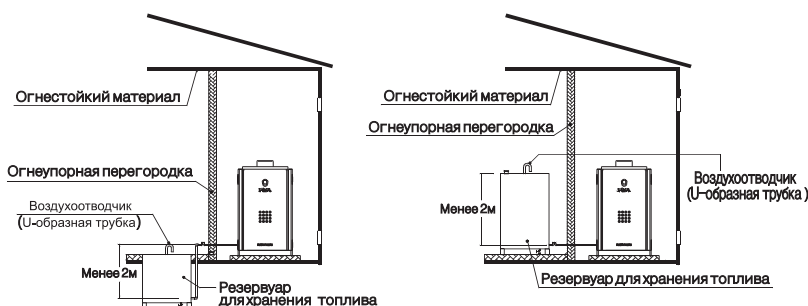 Огнестойкий материал
Огнеупорная перегородка
Воздухоотводчик
(U-образная трубка)
Менее 2м
Резервуар
для хранения топлива
Огнестойкий материал
Огнеупорная перегородка
Воздухоотводчик
(U-образная трубка)
Менее 2м
Резервуар для хранения топлива